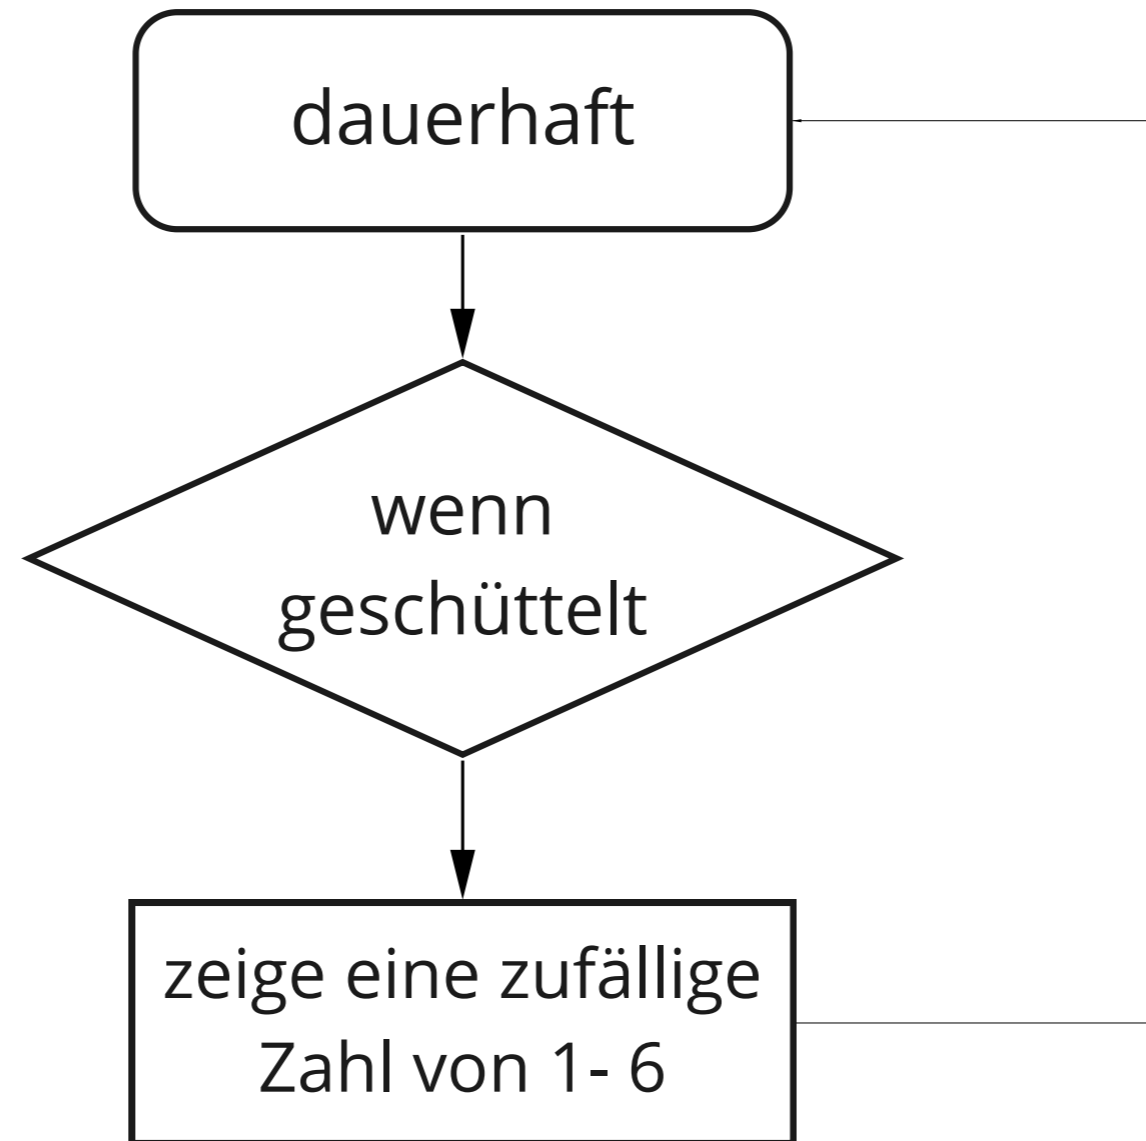 dauerhaft
wenn
geschüttelt
zeige eine zufällige
Zahl von 1- 6